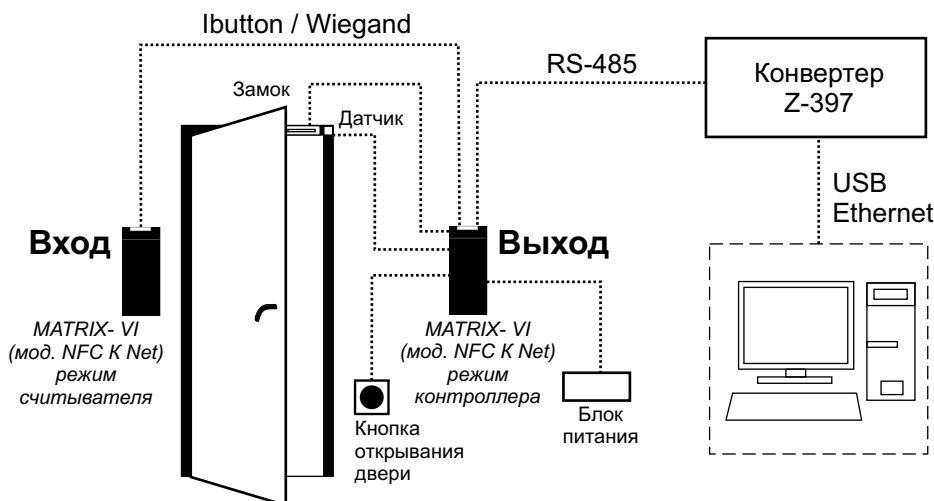 Ibutton / Wiegand
RS-485
Конвертер
Z-397
Замок
Датчик
USB
Ethernet
Вход
Выход
MATRIX- VI
(мод. NFC К Net)
режим
считывателя
MATRIX- VI
(мод. NFC К Net)
режим
контроллера
Кнопка
открывания
двери
Блок
питания